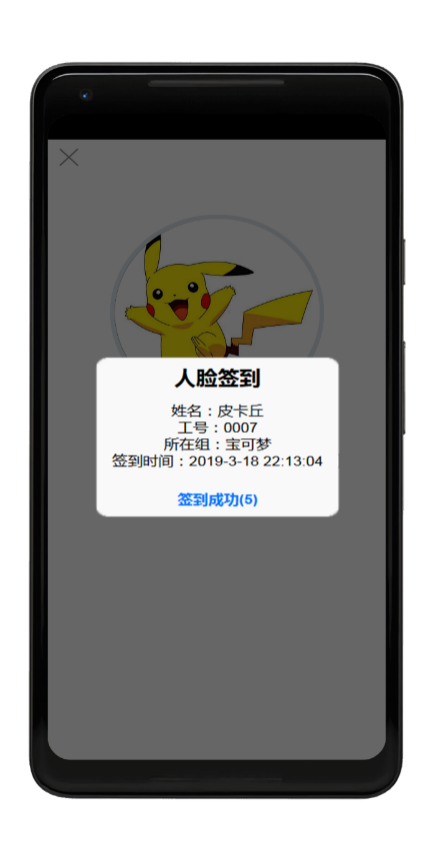 人脸签到
姓名：皮卡丘
工号：0007
所在组：宝可梦
签到时间：2019-3-18 22:13:04
签到成功(5)